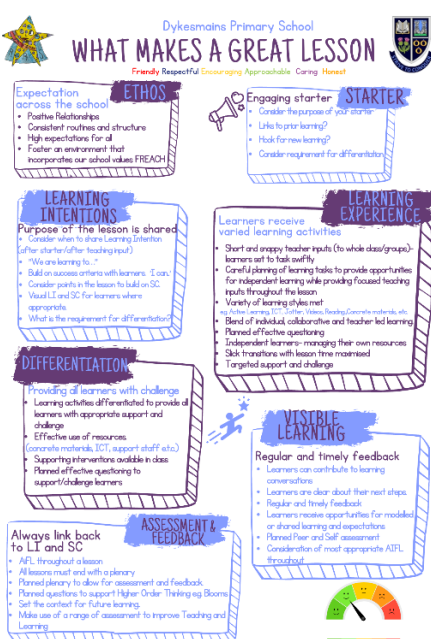 Dykesmains Primary School
WHAT MAKES A GREAT LESSON
Friendly Respectful Encouraging Approachable Caring Honest
ETHOS
Expectation
across the school
• Positive Relationships
• Consistent routines and structure
• High expectations for all
• Foster an environment that
incorporates our school values FREACH
STARTER
Engaging starter
• Consider the purpose of your starter
• Links to prior learning?
• Hook for new learning?
• Consider requirement for differentiation
LEARNING
INTENTIONS
Purpose of the lesson is shared
• Consider when to share Learning Intention
(after starter/after teaching input)
• "We are learning to..."
• Build on success criteria with learners 'I can.'
• Consider points in the lesson to build on SC.
• Visual LI and SC for learners where
appropriate.
• What is the requirement for differentiation?
LEARNING
EXPERIENCE
Learners receive
varied learning activities
• Short and snappy teacher inputs (to whole class/groups)-
learners set to task swiftly
• Careful planning of learning tasks to provide opportunities
for independent learning while providing focused teaching
inputs throughout the lesson
• Variety of learning styles met
e.g Active Learning, ICT, Jotter, Videos, Reading,Concrete materials, etc.
• Blend of individual, collaborative and teacher led learning
• Planned effective questioning
• Independent learners- managing their own resources
• Slick transitions with lesson time maximised
• Targeted support and challenge
DIFFERENTIATION
Providing all learners with challenge
• Learning activities differentiated to provide all
learners with appropriate support and
challenge
• Effective use of resources
(concrete materials, ICT, support staff etc.)
• Supporting interventions available in class
• Planned effective questioning to
support/challenge learners
VISIBLE
LEARNING
Regular and timely feedback
• Learners can contribute to learning
conversations
• Learners are clear about their next steps.
• Regular and timely feedback
• Learners receive opportunities for modelled
or shared learning and expectations
• Planned Peer and Self assessment
• Consideration of most appropriate AIFL
throughout
ASSESSMENT &
FEEDBACK
Always link back
to LI and SC
• AiFL throughout a lesson
• All lessons must end with a plenary
• Planned plenary to allow for assessment and feedback.
• Planned questions to support Higher Order Thinking e.g. Blooms
• Set the context for future learning.
• Make use of a range of assessment to improve Teaching and
Learning